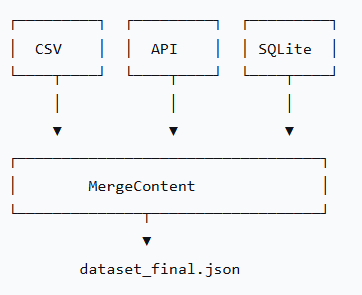 CSV API SQLite
MergeContent
dataset_final.json